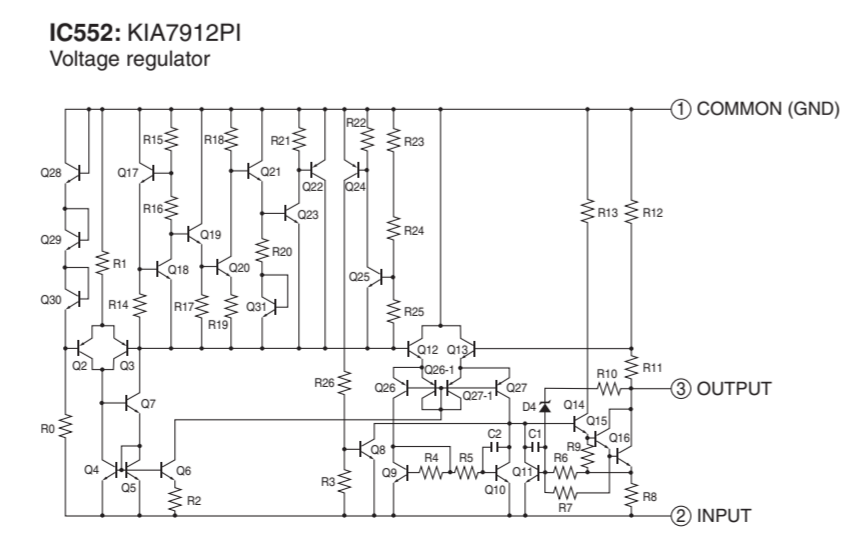 IC552: KIA7912PI
Voltage regulator
① COMMON (GND)
R15 R18 R21 R22 R23
Q28 Q17 Q21 Q22 Q24
R16 R13 R12
Q29 Q19 Q23 R24
R1 Q18 Q20 R20 Q25
Q30 R14 R17 R19 Q31 R25
Q2 Q3 Q12 Q13 R11
Q26-1 R10
R26 Q26 Q27 ③ OUTPUT
Q27-1
Q7 D4 Q14
R0 Q15
C2 C1 Q16
Q8 R9
Q4 Q5 Q6 R3 Q9 R4 R5 Q10 Q11 R6
R2 R7 R8
② INPUT